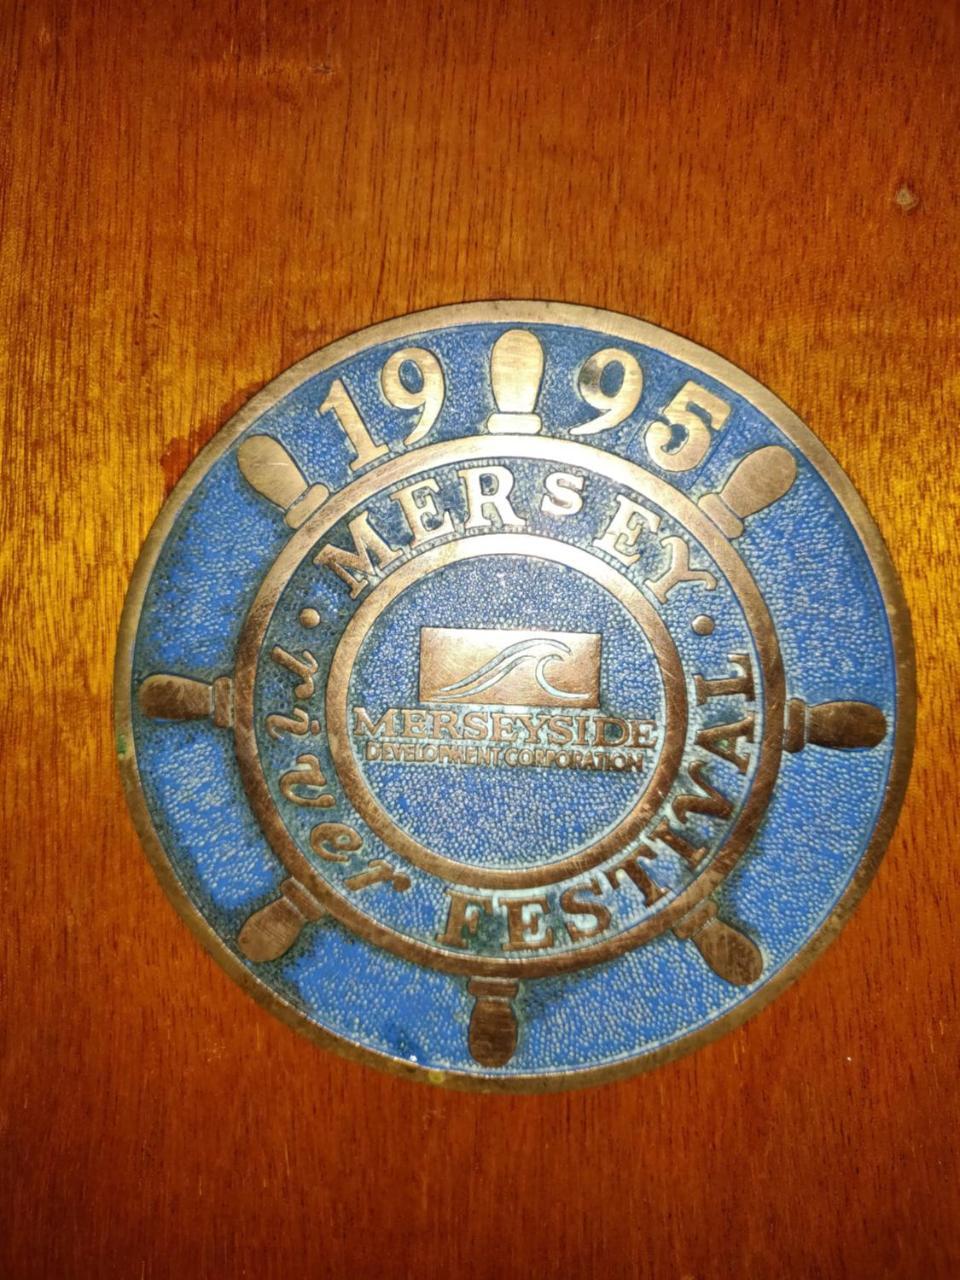 1995
MERSEY
river FESTIVAL
MERSEYSIDE
DEVELOPMENT CORPORATION